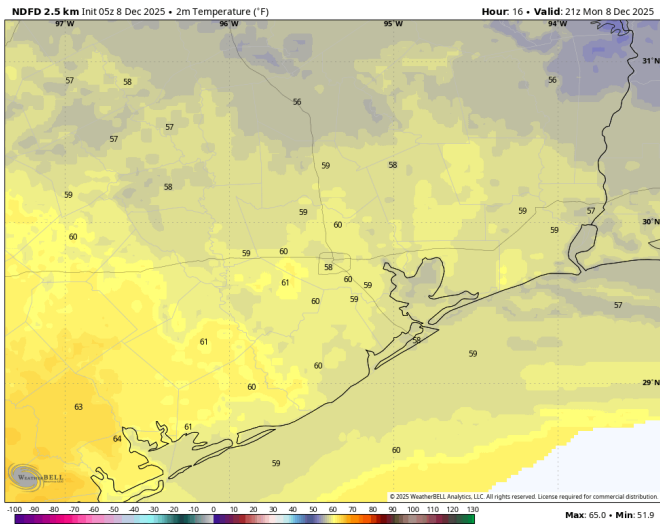 NDFD 2.5 km Init 05z 8 Dec 2025 • 2m Temperature (°F) Hour: 16 • Valid: 21z Mon 8 Dec 2025
97°W 96°W 95°W 94°W
31°N
57 58 56 56
57 57
59 58
58
59 59 59 57
60 60 59 30°N
59 60
58
61 60 59
60 59
57
61 58
59
60
60 29°N
63
61
64
60
59
WeatherBELL
© 2025 WeatherBELL Analytics, LLC. All rights reserved. License required for commercial distribution.
-100 -90 -80 -70 -60 -50 -40 -30 -20 -10 0 10 20 30 40 50 60 70 80 90 100 110 120 130
Max: 65.0 • Min: 51.9